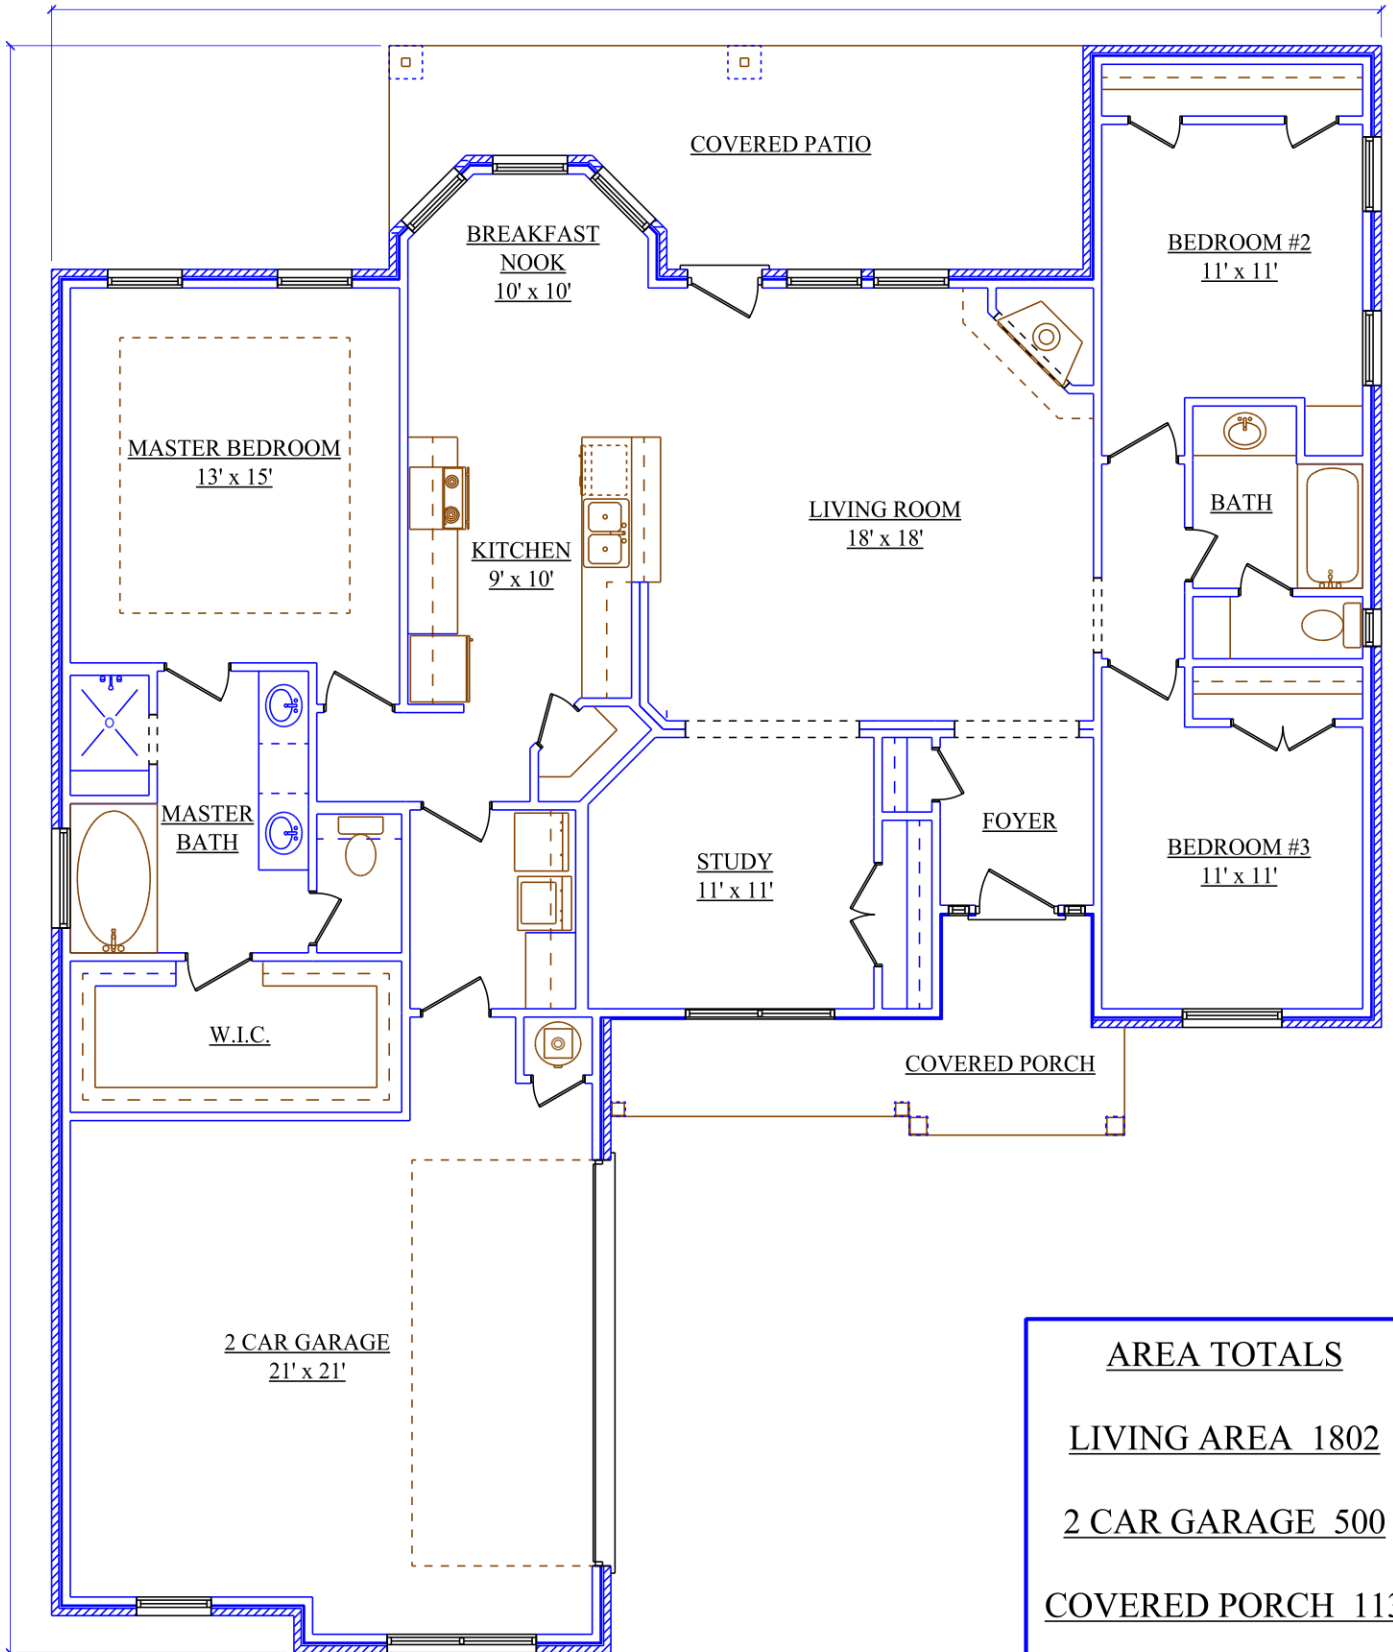 COVERED PATIO
BREAKFAST
NOOK
10' x 10'
BEDROOM #2
11' x 11'
MASTER BEDROOM
13' x 15'
LIVING ROOM
18' x 18'
BATH
KITCHEN
9' x 10'
MASTER
BATH
FOYER
STUDY
11' x 11'
BEDROOM #3
11' x 11'
W.I.C.
COVERED PORCH
2 CAR GARAGE
21' x 21'
AREA TOTALS
LIVING AREA 1802
2 CAR GARAGE 500
COVERED PORCH 113